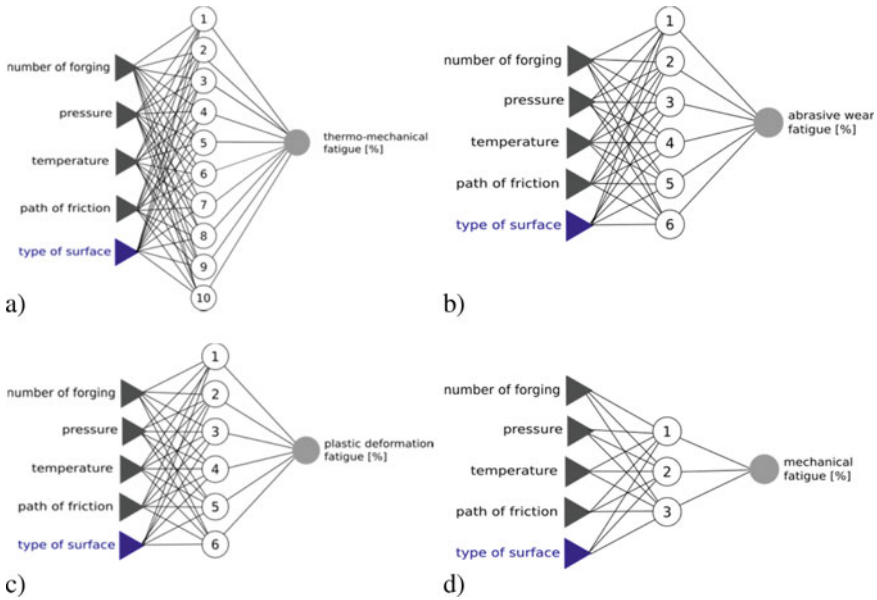 number of forging
pressure
temperature
path of friction
type of surface
1
2
3
4
5
6
7
8
9
10
thermo-mechanical
fatigue [%]
a)
number of forging
pressure
temperature
path of friction
type of surface
1
2
3
4
5
6
abrasive wear
fatigue [%]
b)
number of forging
pressure
temperature
path of friction
type of surface
1
2
3
4
5
6
plastic deformation
fatigue [%]
c)
number of forging
pressure
temperature
path of friction
type of surface
1
2
3
mechanical
fatigue [%]
d)